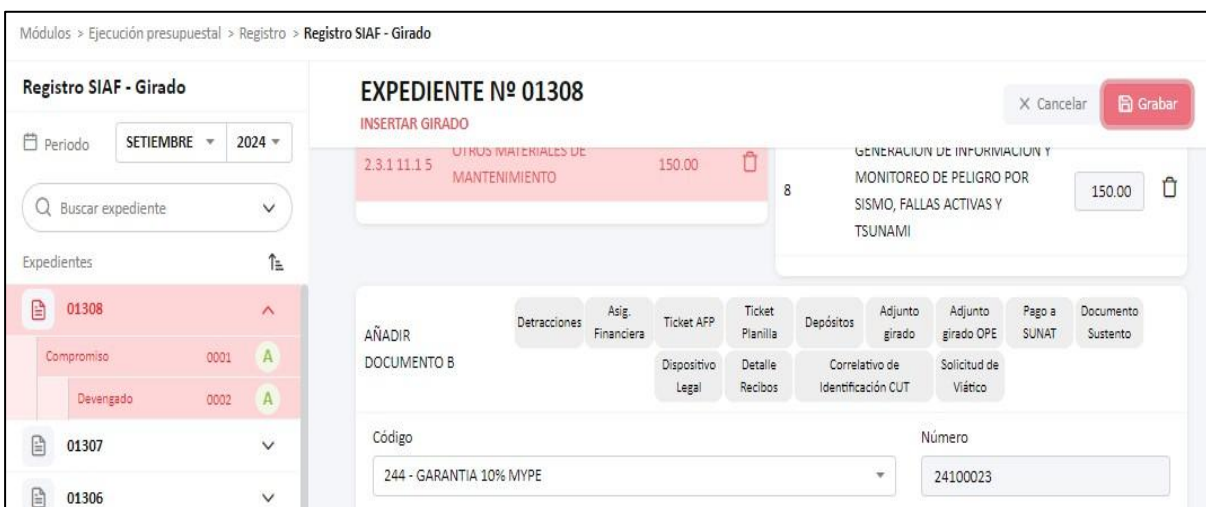 Módulos > Ejecución presupuestal > Registro > Registro SIAF - Girado
Registro SIAF - Girado
Periodo
SETIEMBRE
2024
Buscar expediente
Expedientes
01308
Compromiso 0001 A
Devengado 0002 A
01307
01306
EXPEDIENTE Nº 01308
INSERTAR GIRADO
Cancelar
Grabar
2.3.1 11.1 5
OTROS MATERIALES DE
MANTENIMIENTO
150.00
8
GENERACION DE INFORMACION Y
MONITOREO DE PELIGRO POR
SISMO, FALLAS ACTIVAS Y
TSUNAMI
150.00
AÑADIR
DOCUMENTO B
Detracciones
Asig.
Financiera
Ticket AFP
Ticket
Planilla
Depósitos
Adjunto
girado
Adjunto
girado OPE
Pago a
SUNAT
Documento
Sustento
Dispositivo
Legal
Detalle
Recibos
Correlativo de
Identificación CUT
Solicitud de
Viático
Código
244 - GARANTIA 10% MYPE
Número
24100023